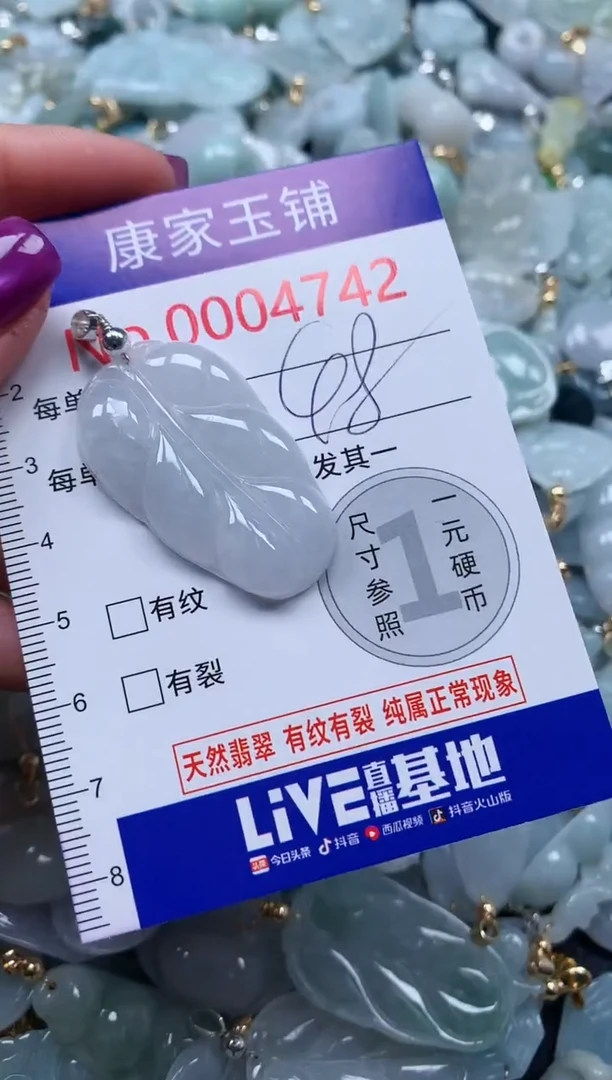 康家玉铺
No.0004742
每单
68
每单
发其一
尺寸参照
1
一元硬币
有纹
有裂
天然翡翠 有纹有裂 纯属正常现象
LiVE直播基地
头条 今日头条 抖音 西瓜视频 抖音火山版
2
3
4
5
6
7
8